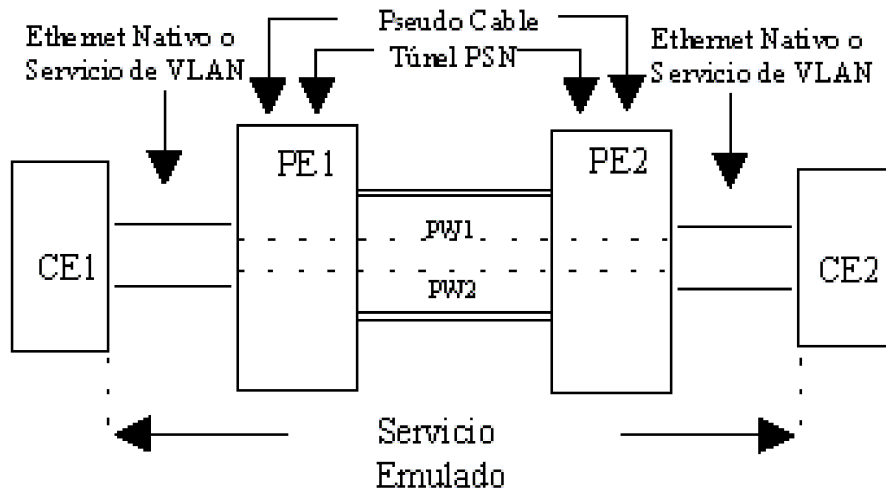 Pseudo Cable
Túnel PSN
Ethernet Nativo o
Servicio de VLAN
Ethernet Nativo o
Servicio de VLAN
PE1
PE2
CE1
PW1
PW2
CE2
Servicio
Emulado